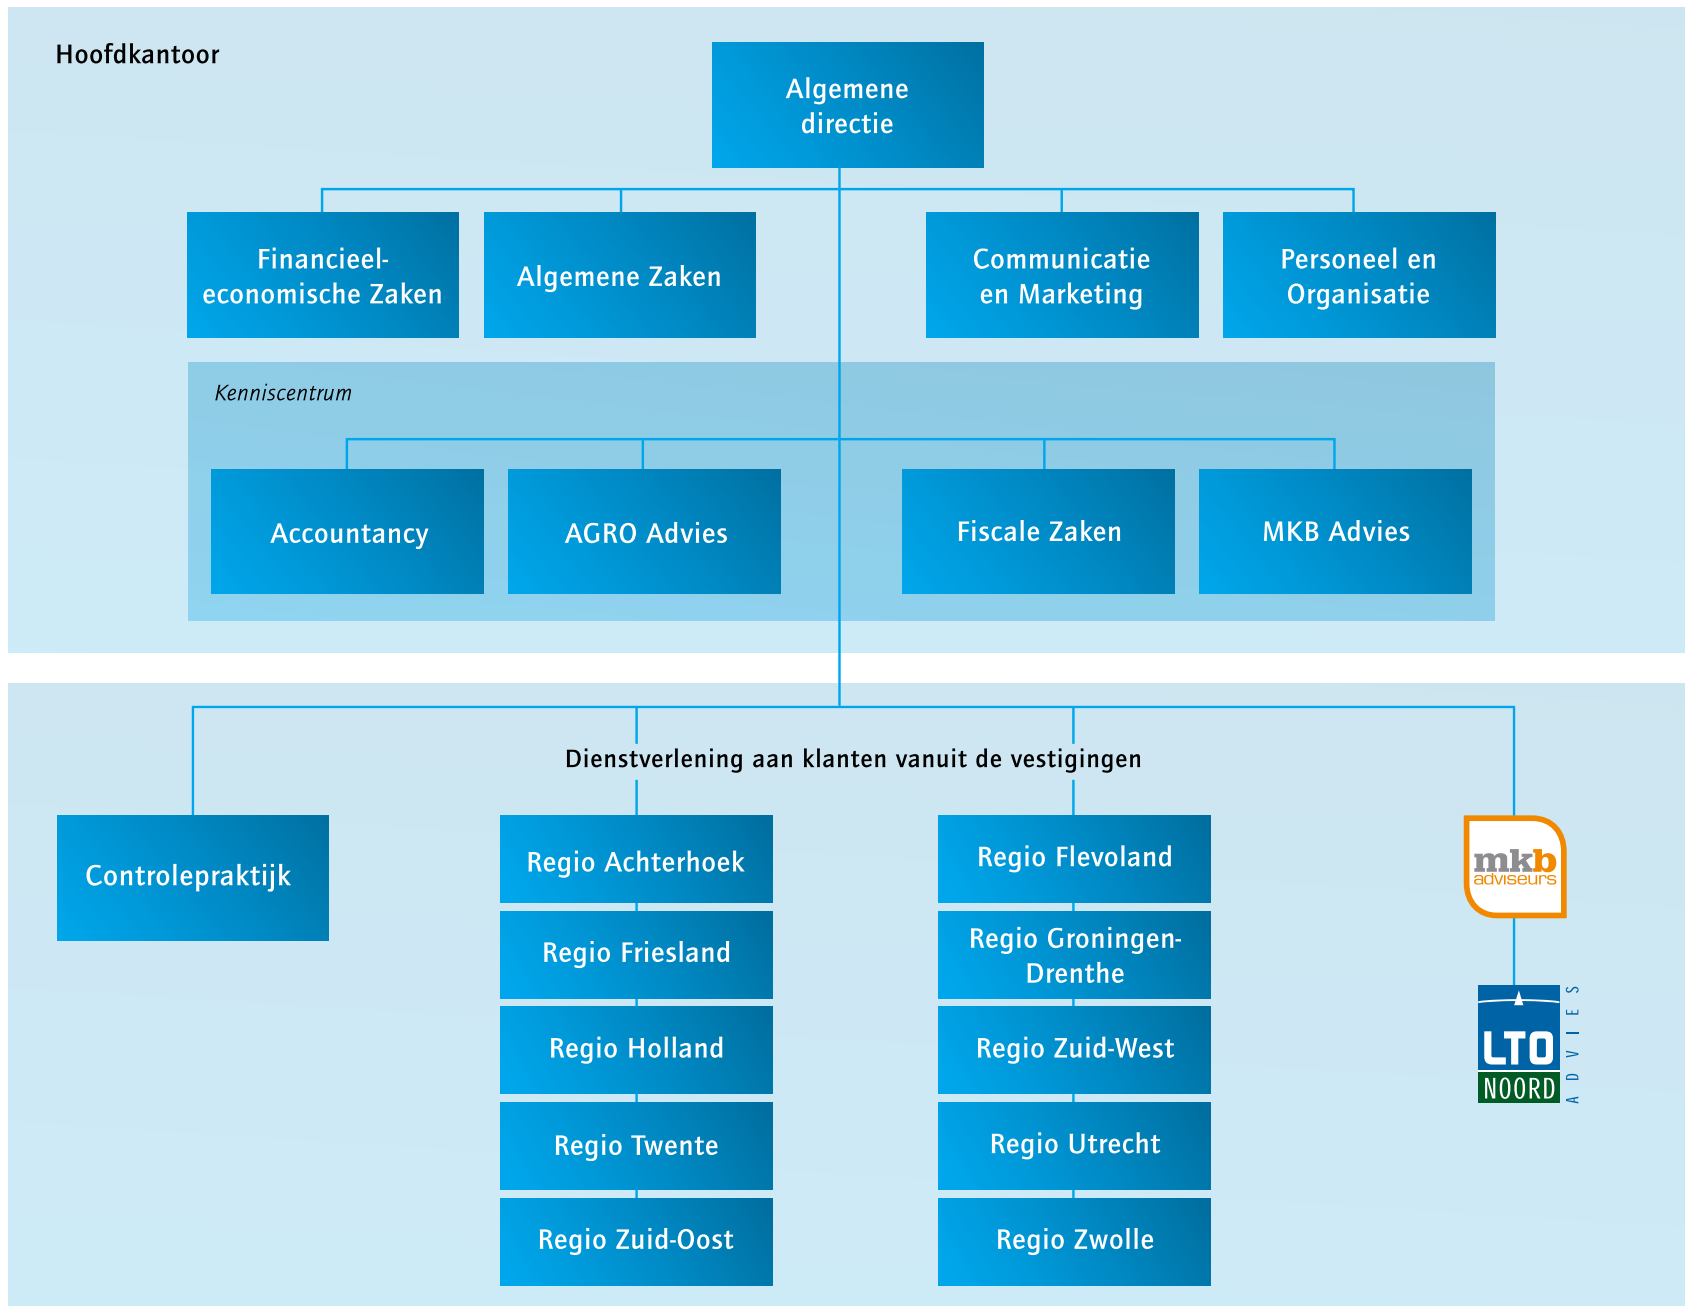 Hoofdkantoor
Algemene
directie
Financieel-
economische Zaken
Algemene Zaken
Communicatie
en Marketing
Personeel en
Organisatie
Kenniscentrum
Accountancy
AGRO Advies
Fiscale Zaken
MKB Advies
Dienstverlening aan klanten vanuit de vestigingen
Controlepraktijk
Regio Achterhoek
Regio Friesland
Regio Holland
Regio Twente
Regio Zuid-Oost
Regio Flevoland
Regio Groningen-
Drenthe
Regio Zuid-West
Regio Utrecht
Regio Zwolle
mkb
adviseurs
LTO
NOORD
ADVIES